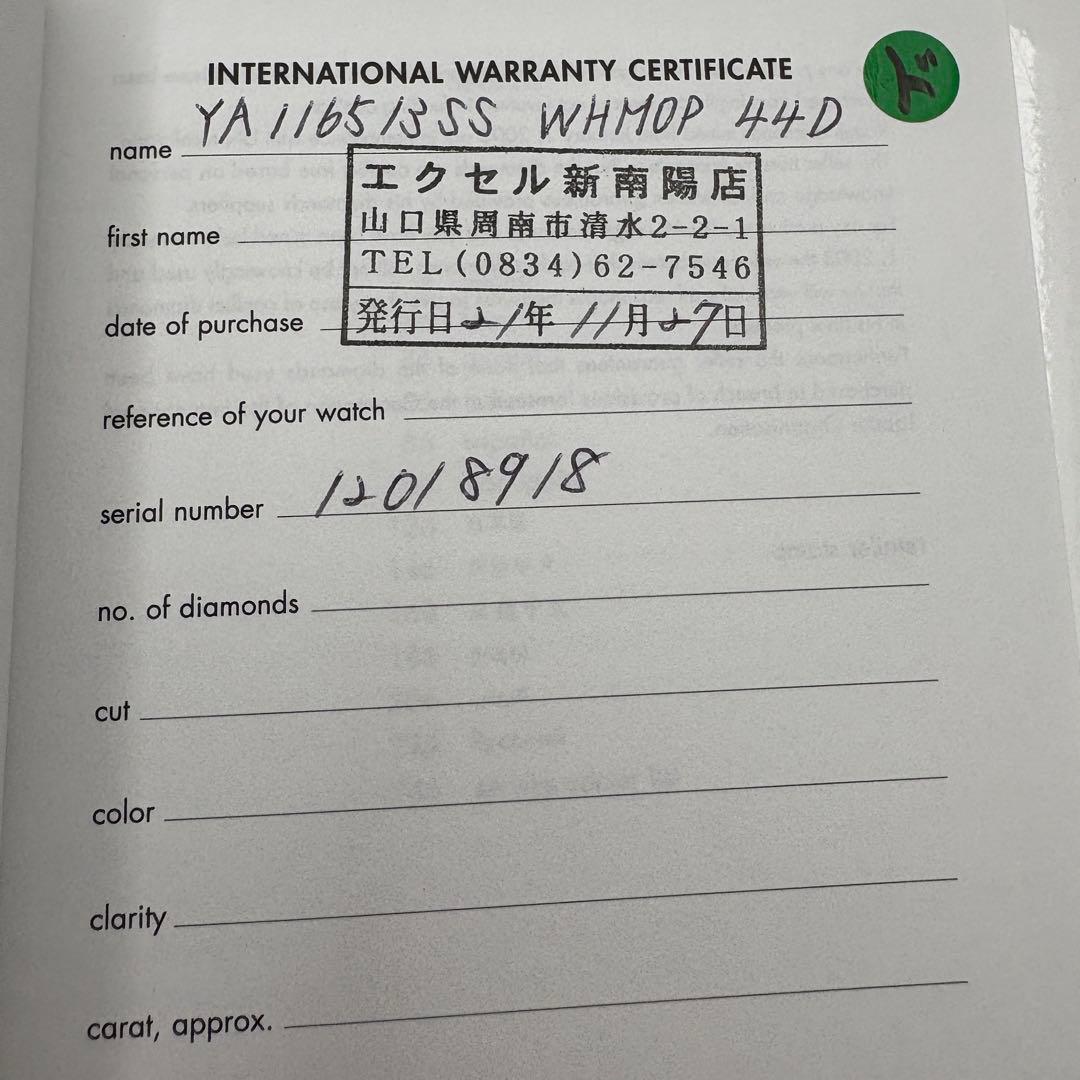 INTERNATIONAL WARRANTY CERTIFICATE
ド
name YA116513SS WHMOP 44D
エクセル新南陽店
first name
山口県周南市清水2-2-1
TEL(0834)62-7546
date of purchase
発行日21年11月27日
reference of your watch
serial number 12018918
no. of diamonds
cut
color
clarity
carat, approx.